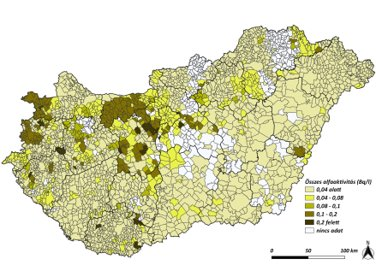 Összes alfaaktivitás (Bq/l)
0,04 alatt
0,04 - 0,08
0,08 - 0,1
0,1 - 0,2
0,2 felett
nincs adat
N
0 50 100 km